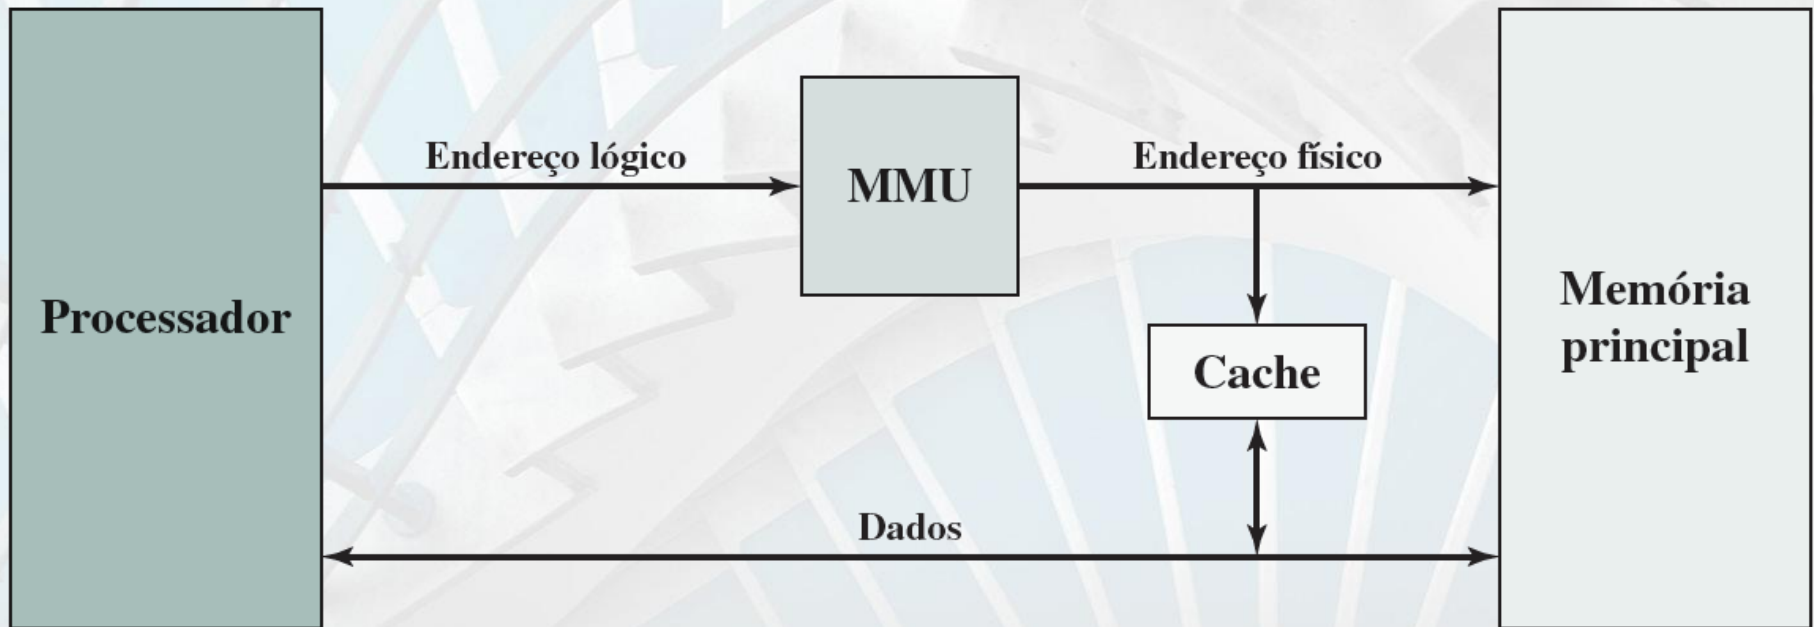 Endereço lógico
MMU
Endereço físico
Processador
Memória
principal
Cache
Dados